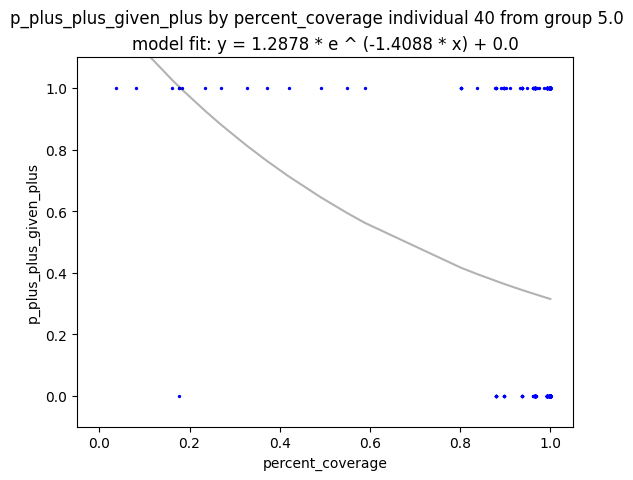 p_plus_plus_given_plus by percent_coverage individual 40 from group 5.0
model fit: y = 1.2878 * e ^ (-1.4088 * x) + 0.0
1.0
0.8
0.6
0.4
0.2
0.0
p_plus_plus_given_plus
0.0 0.2 0.4 0.6 0.8 1.0
percent_coverage